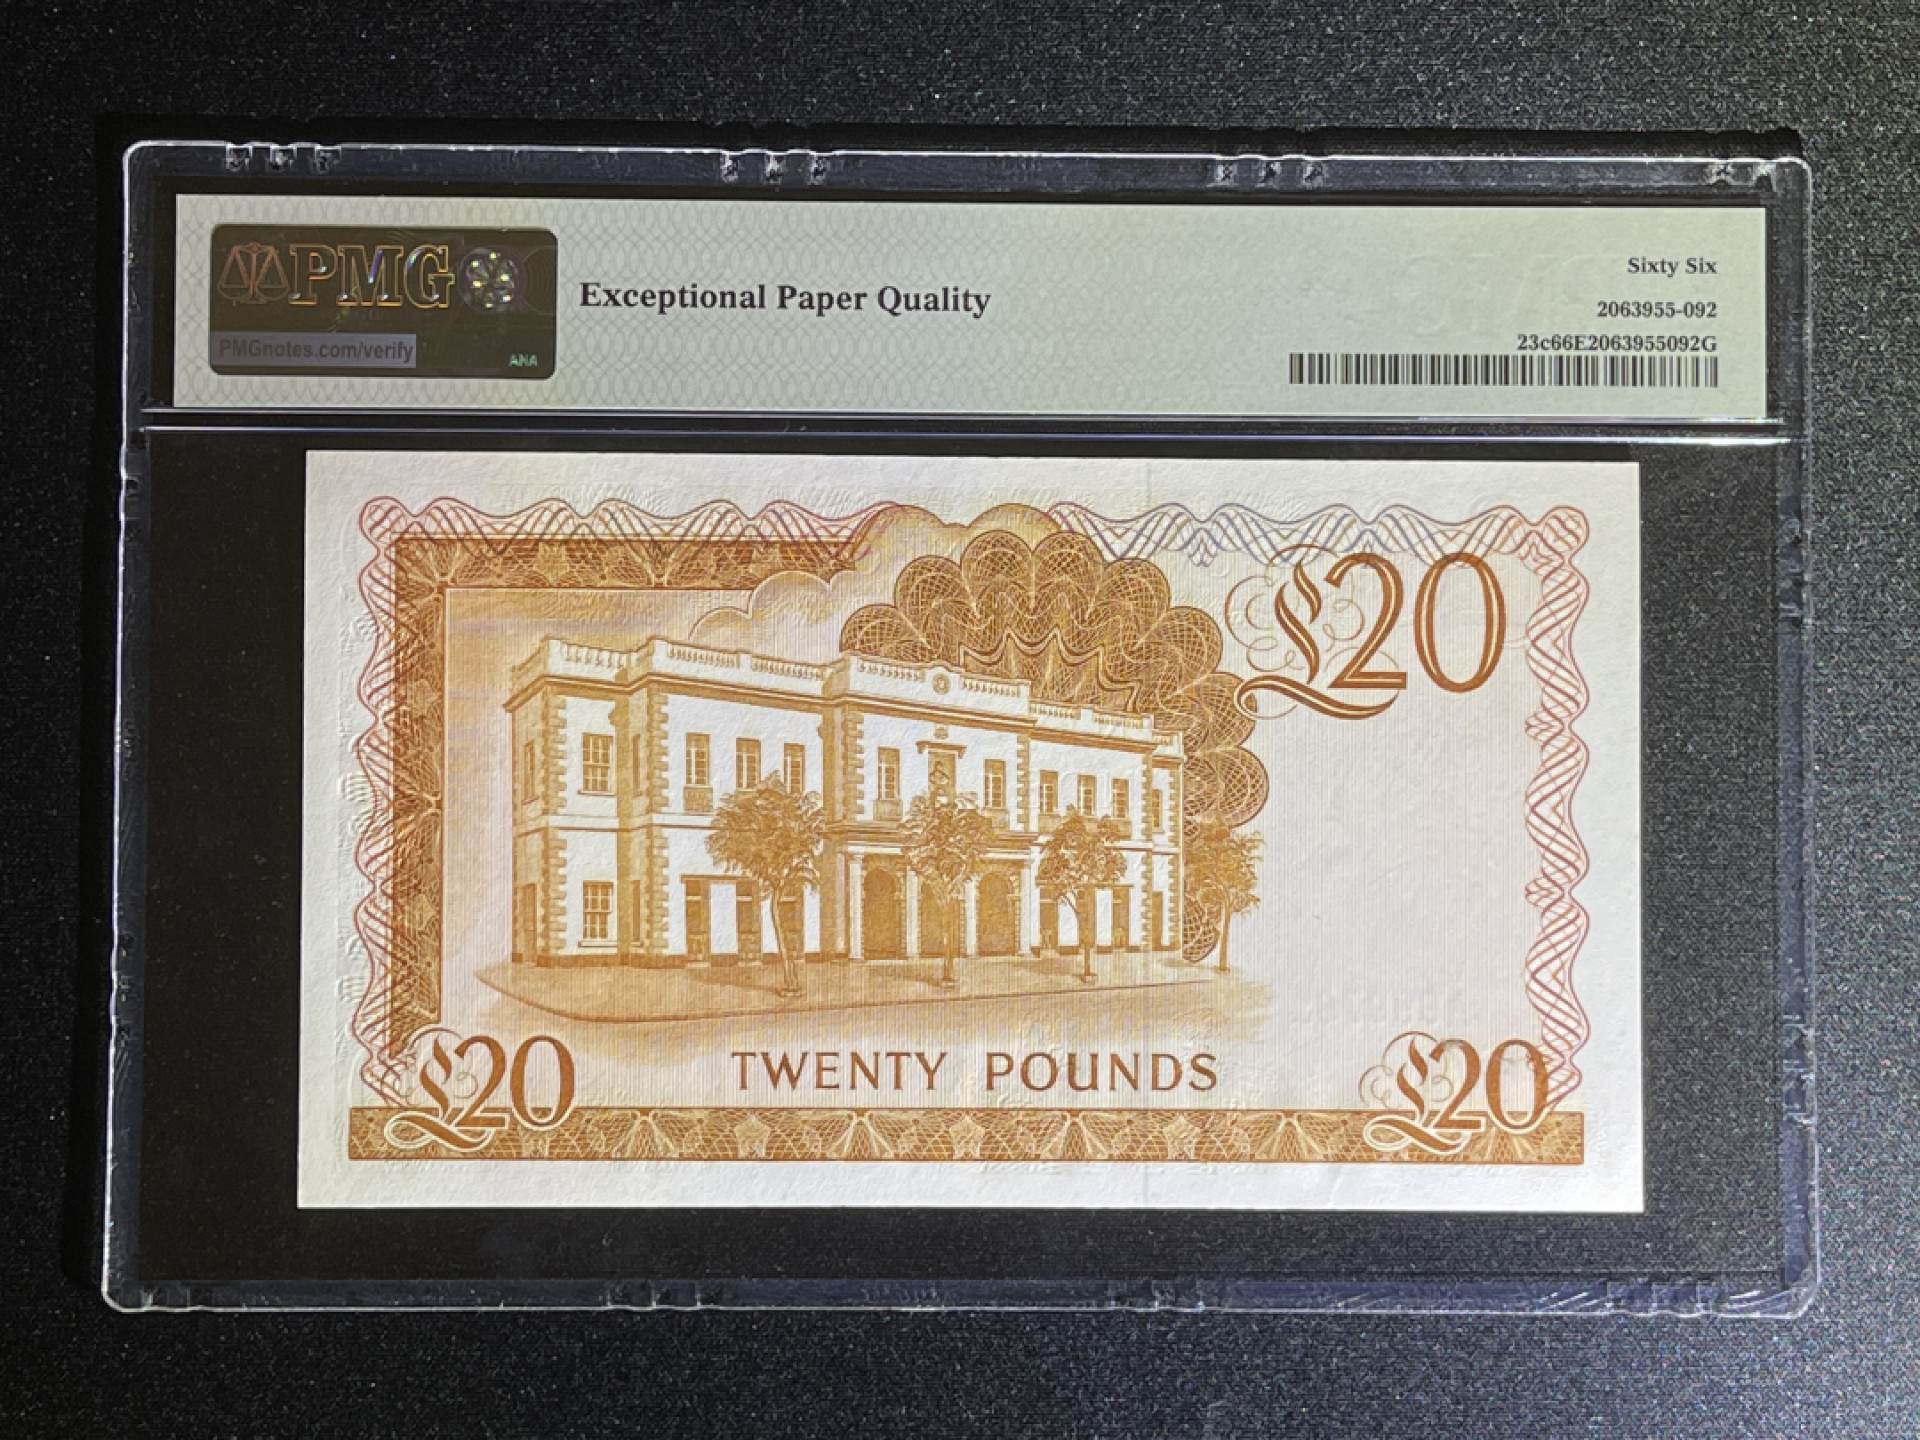 PMG
PMGnotes.com/verify
ANA
Exceptional Paper Quality
Sixty Six
2063955-092
23c66E2063955092G
£20
£20
TWENTY POUNDS
£20